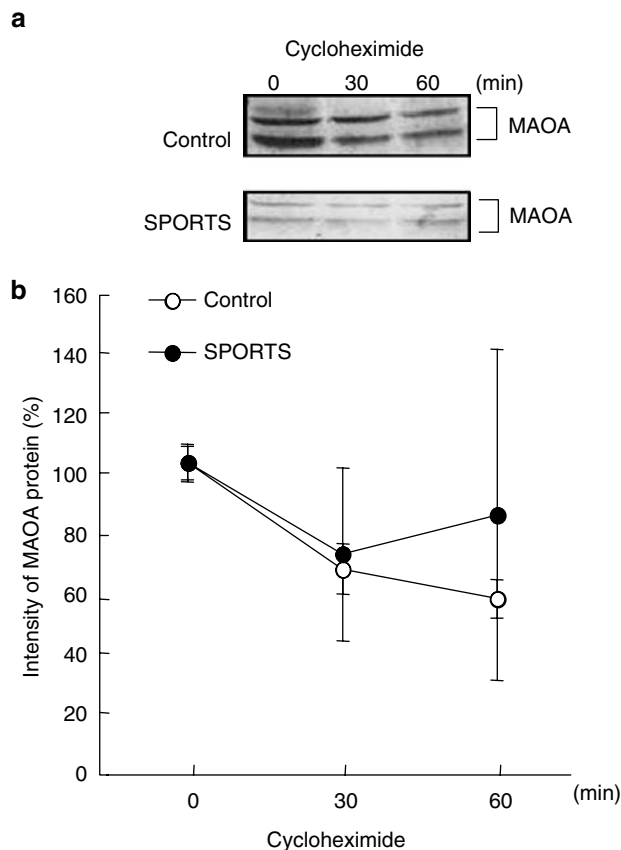 a
Cycloheximide
0 30 60 (min)
Control
MAOA
SPORTS
MAOA
b
160
140
120
100
80
60
40
20
0
Intensity of MAOA protein (%)
Control
SPORTS
0 30 60 (min)
Cycloheximide